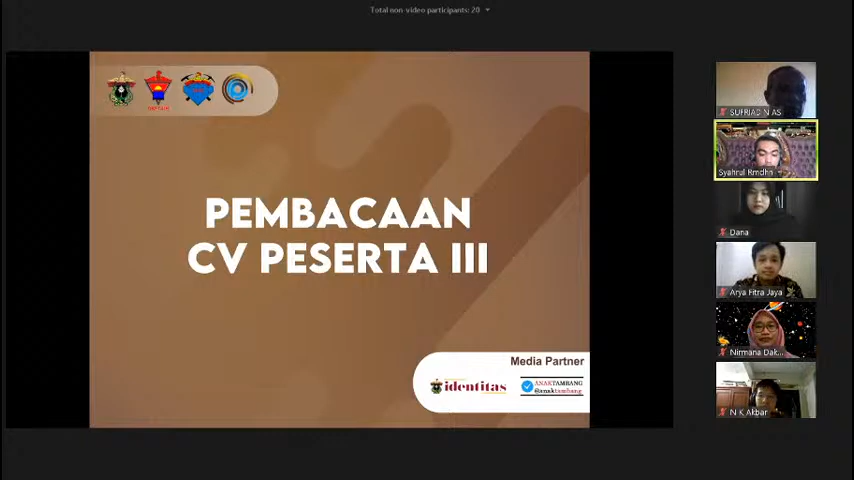 Total non-video participants: 20
PEMBACAAN
CV PESERTA III
Media Partner
identitas
ANAKTAMBANG
@anaktambang
SUFRIADIN AS
Syahrul Rmdhn
Dana
Arya Fitra Jaya
Nirmana Dak...
N K Akbar